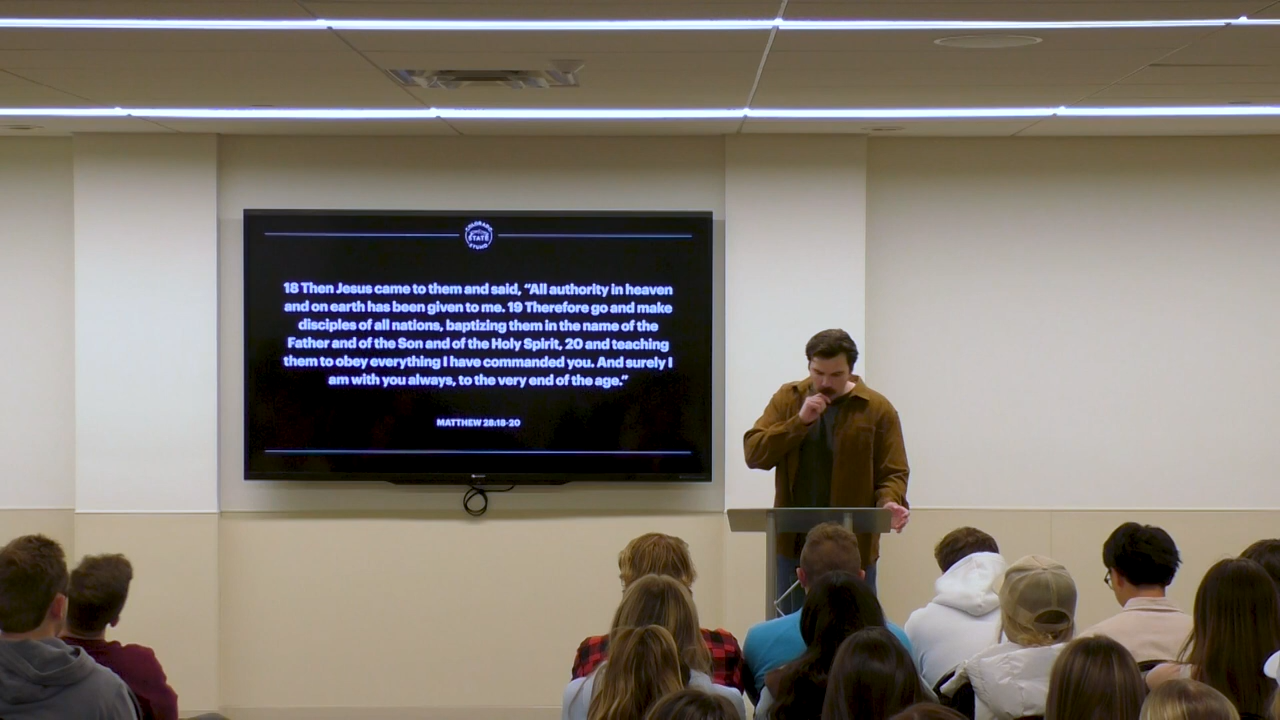 COLORADO
STATE
STUMO
18 Then Jesus came to them and said, “All authority in heaven
and on earth has been given to me. 19 Therefore go and make
disciples of all nations, baptizing them in the name of the
Father and of the Son and of the Holy Spirit, 20 and teaching
them to obey everything I have commanded you. And surely I
am with you always, to the very end of the age.”
MATTHEW 28:18-20